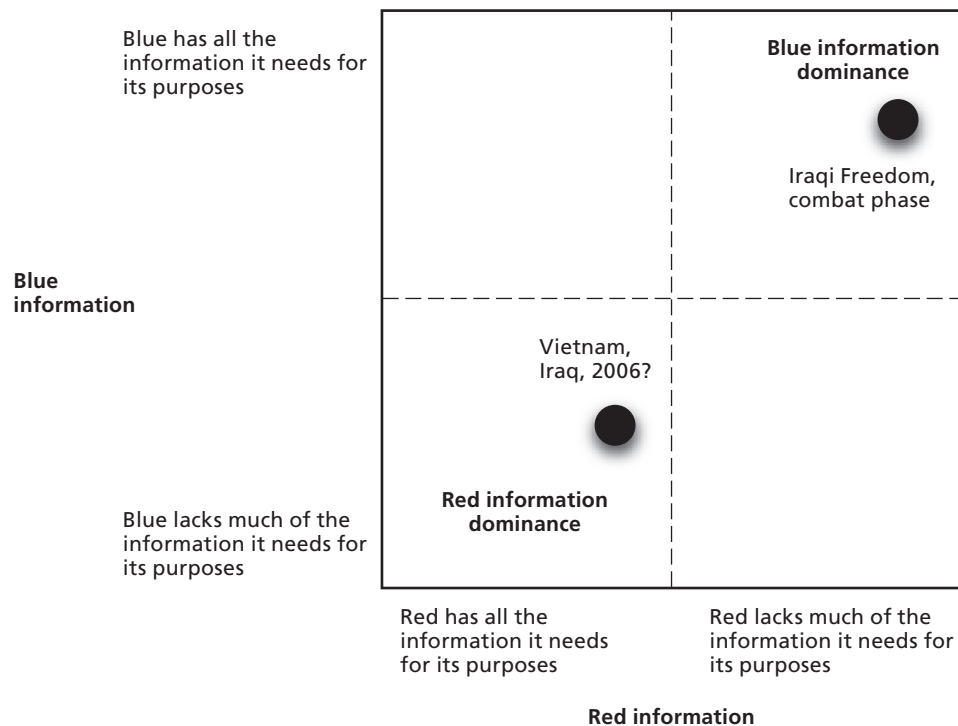 Blue has all the
information it needs for
its purposes
Blue information
dominance
Iraqi Freedom,
combat phase
Blue
information
Vietnam,
Iraq, 2006?
Red information
dominance
Blue lacks much of the
information it needs for
its purposes
Red has all the
information it needs
for its purposes
Red lacks much of the
information it needs for
its purposes
Red information